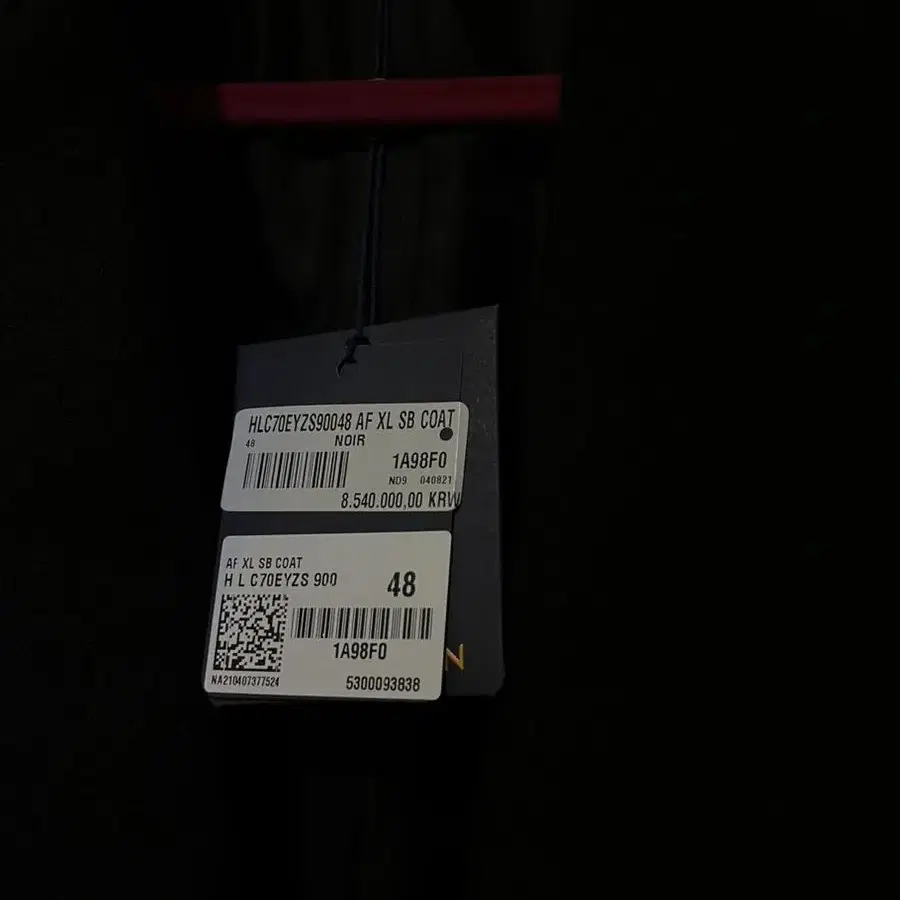 HLC70EYZS90048 AF XL SB COAT
48 NOIR
1A98F0
ND9 040821
8.540.000,00 KRW
AF XL SB COAT
H L C70EYZS 900
48
1A98F0
NA210407377524 5300093838
N